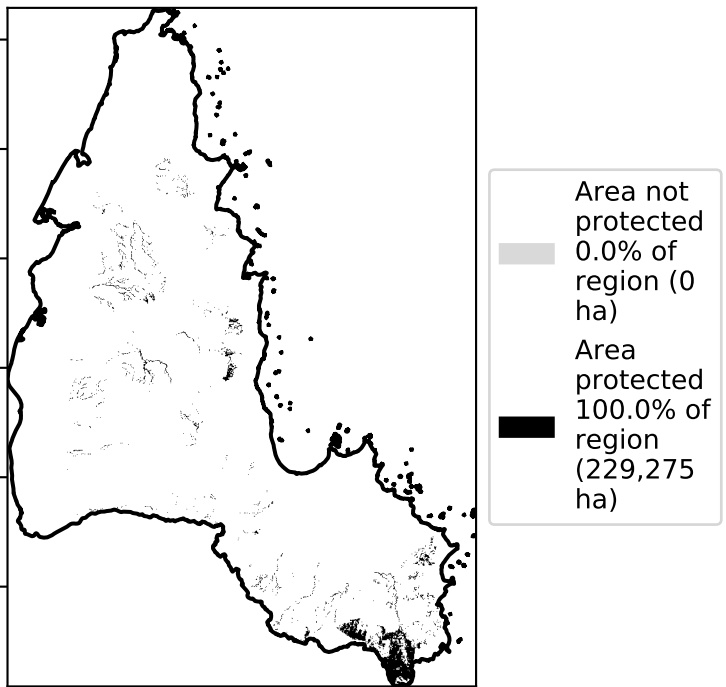 Area not
protected
0.0% of
region (0
ha)
Area
protected
100.0% of
region
(229,275
ha)